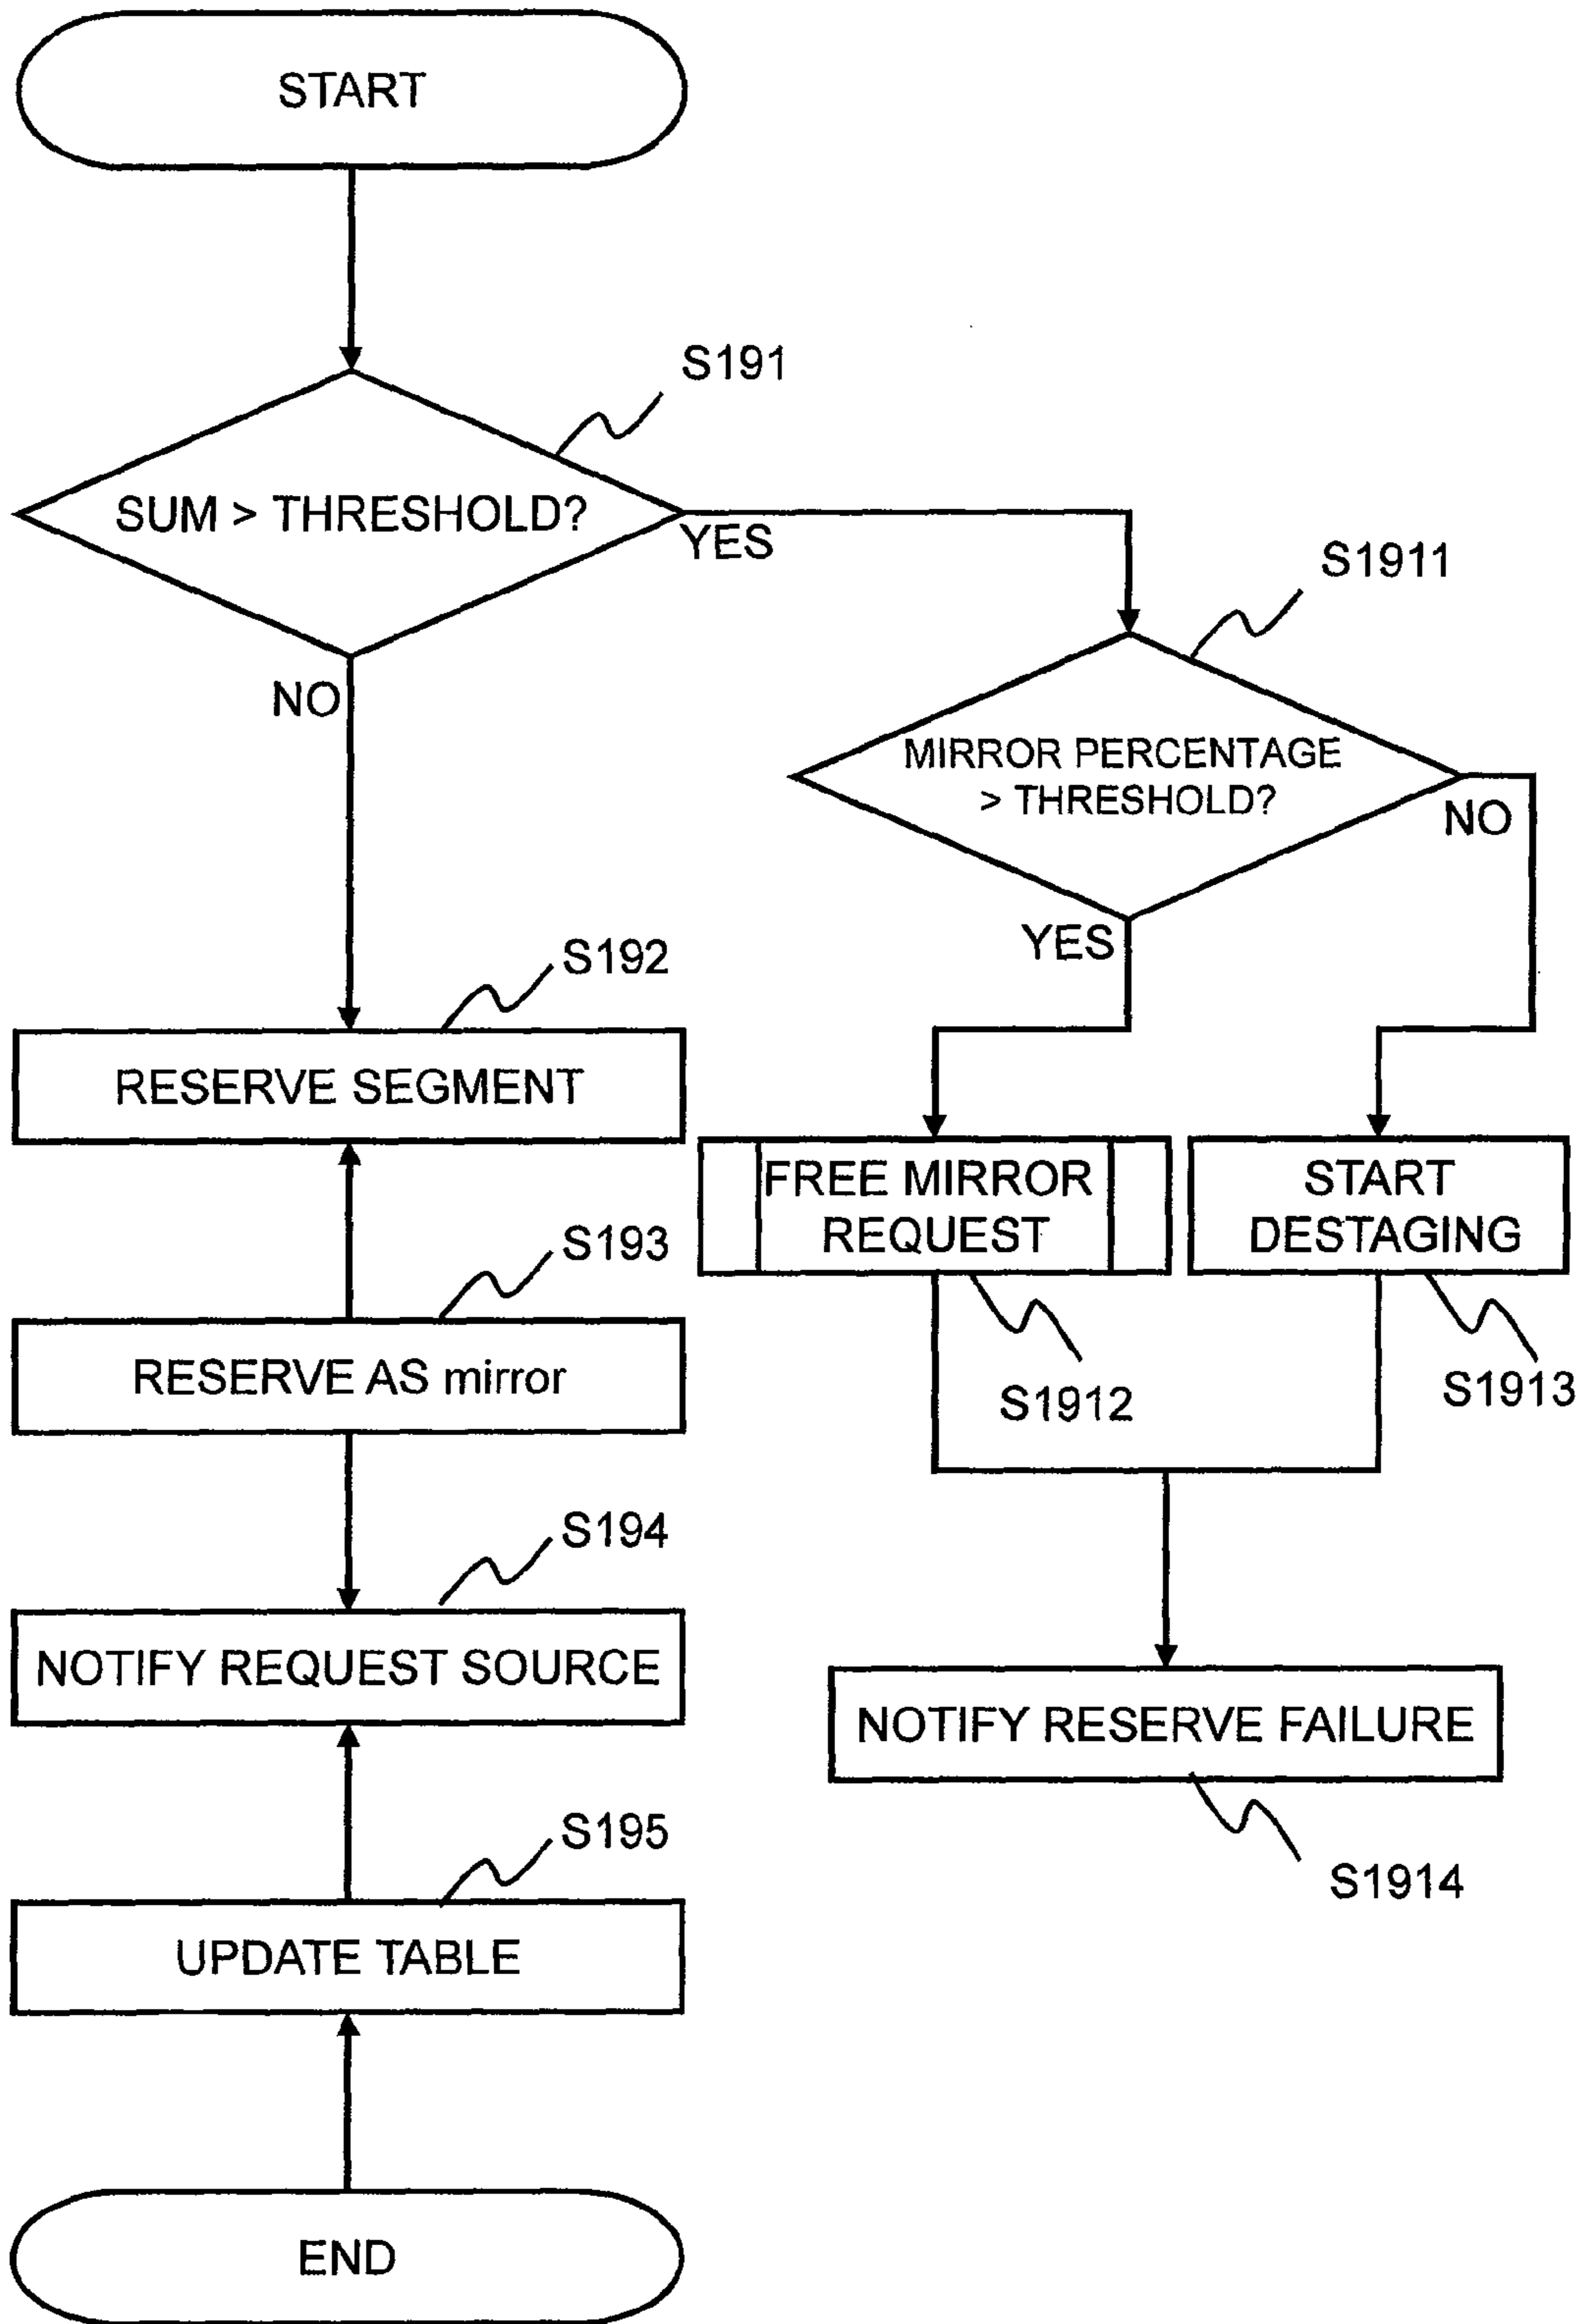 START
S191
SUM > THRESHOLD?
YES
NO
S1911
MIRROR PERCENTAGE
> THRESHOLD?
NO
YES
S192
RESERVE SEGMENT
FREE MIRROR
REQUEST
START
DESTAGING
S193
RESERVE AS mirror
S1912
S1913
S194
NOTIFY REQUEST SOURCE
NOTIFY RESERVE FAILURE
S195
S1914
UPDATE TABLE
END